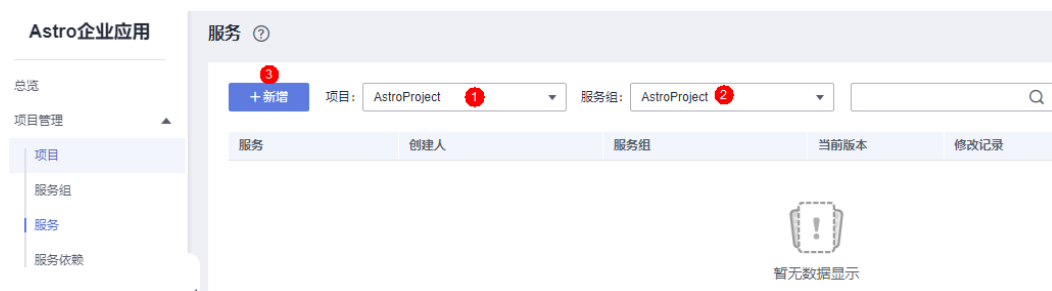 Astro企业应用
服务 ?
总览
项目管理
项目
服务组
服务
服务依赖
3
+新增 项目: AstroProject 1 服务组: AstroProject 2
服务 创建人 服务组 当前版本 修改记录
!
暂无数据显示